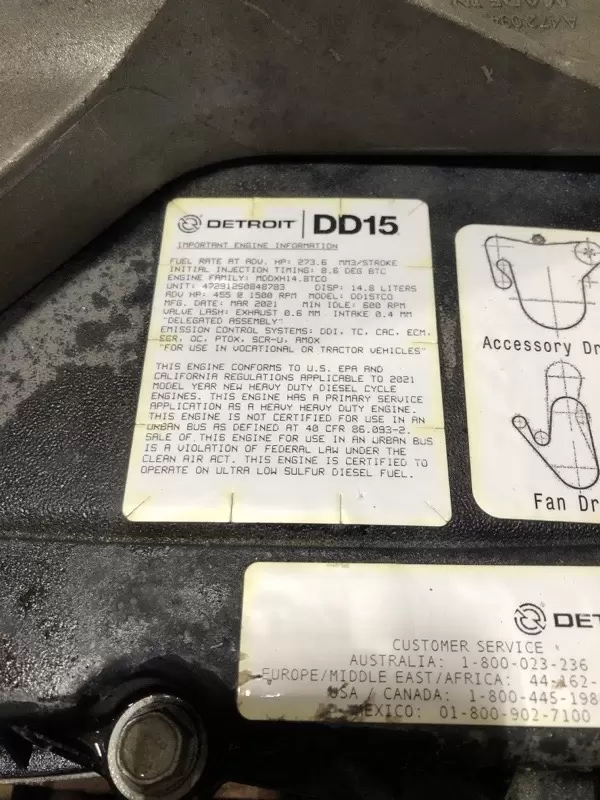 MADE IN
DETROIT DD15
IMPORTANT ENGINE INFORMATION
FUEL RATE AT ADV. HP: 273.6 MM3/STROKE
INITIAL INJECTION TIMING: 8.6 DEG BTC
ENGINE FAMILY: MDDXH14.8TCO
UNIT: 472912S0848783 DISP: 14.8 LITERS
ADV HP: 455 @ 1500 RPM MODEL: DD15TCO
MFG. DATE: MAR 2021 MIN IDLE: 600 RPM
VALVE LASH: EXHAUST 0.6 MM INTAKE 0.4 MM
"DELEGATED ASSEMBLY"
EMISSION CONTROL SYSTEMS: DDI, TC, CAC, ECM,
EGR, OC, PTOX, SCR-U, AMOX
"FOR USE IN VOCATIONAL OR TRACTOR VEHICLES"
THIS ENGINE CONFORMS TO U.S. EPA AND
CALIFORNIA REGULATIONS APPLICABLE TO 2021
MODEL YEAR NEW HEAVY DUTY DIESEL CYCLE
ENGINES. THIS ENGINE HAS A PRIMARY SERVICE
APPLICATION AS A HEAVY HEAVY DUTY ENGINE.
THIS ENGINE IS NOT CERTIFIED FOR USE IN AN
URBAN BUS AS DEFINED AT 40 CFR 86.093-2.
SALE OF THIS ENGINE FOR USE IN AN URBAN BUS
IS A VIOLATION OF FEDERAL LAW UNDER THE
CLEAN AIR ACT. THIS ENGINE IS CERTIFIED TO
OPERATE ON ULTRA LOW SULFUR DIESEL FUEL.
Accessory Dr
Fan Dr
DET
CUSTOMER SERVICE
AUSTRALIA: 1-800-023-236
EUROPE/MIDDLE EAST/AFRICA: 44-162-
USA / CANADA: 1-800-445-198
MEXICO: 01-800-902-7100